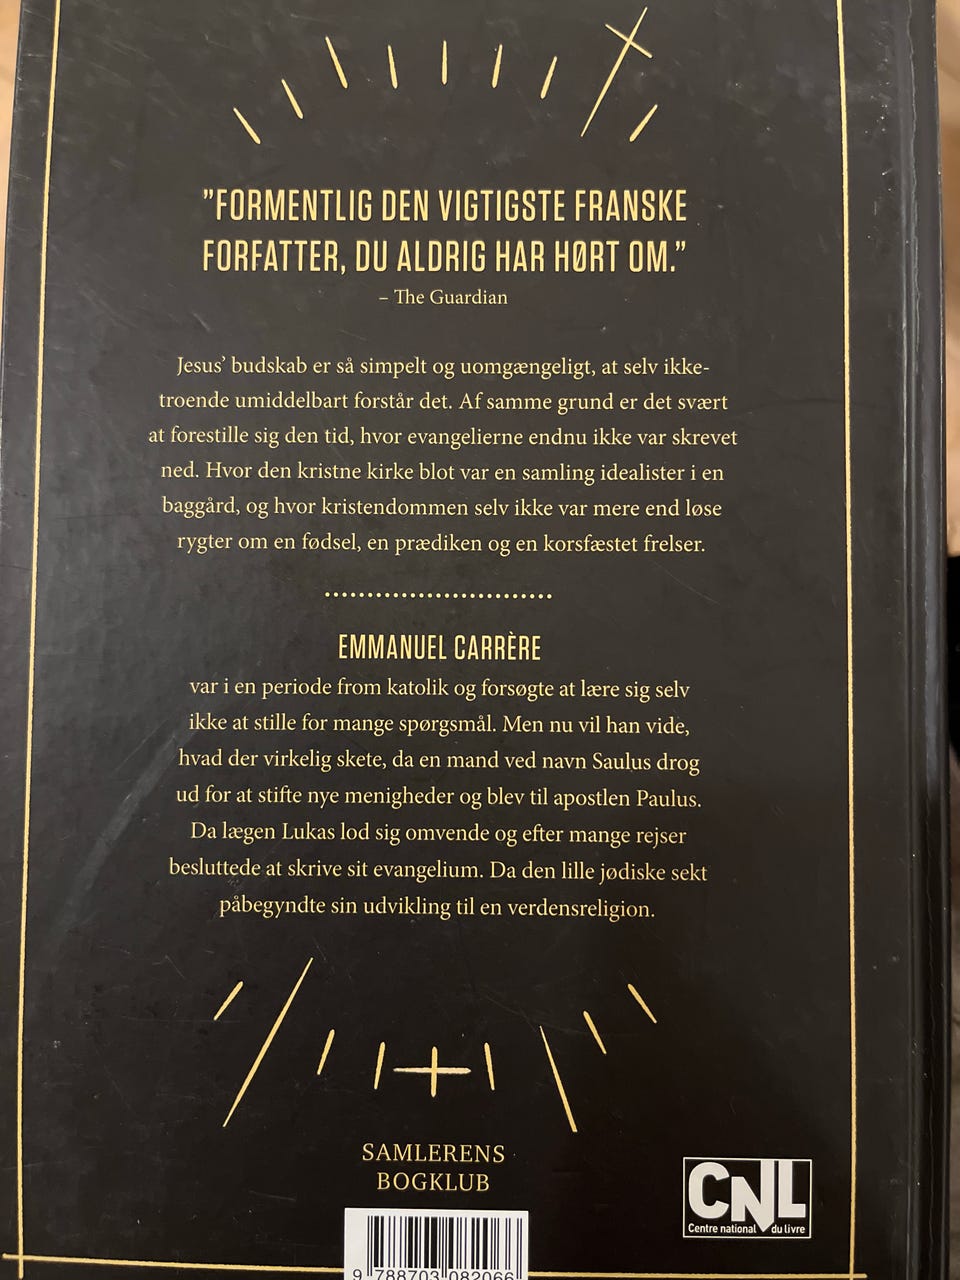 ”FORMENTLIG DEN VIGTIGSTE FRANSKE
FORFATTER, DU ALDRIG HAR HØRT OM.”
– The Guardian
Jesus’ budskab er så simpelt og uomgængeligt, at selv ikke-
troende umiddelbart forstår det. Af samme grund er det svært
at forestille sig den tid, hvor evangelierne endnu ikke var skrevet
ned. Hvor den kristne kirke blot var en samling idealister i en
baggård, og hvor kristendommen selv ikke var mere end løse
rygter om en fødsel, en prædiken og en korsfæstet frelser.
EMMANUEL CARRÈRE
var i en periode from katolik og forsøgte at lære sig selv
ikke at stille for mange spørgsmål. Men nu vil han vide,
hvad der virkelig skete, da en mand ved navn Saulus drog
ud for at stifte nye menigheder og blev til apostlen Paulus.
Da lægen Lukas lod sig omvende og efter mange rejser
besluttede at skrive sit evangelium. Da den lille jødiske sekt
påbegyndte sin udvikling til en verdensreligion.
SAMLERENS
BOGKLUB
CNL
Centre national du livre
9 788703 082066